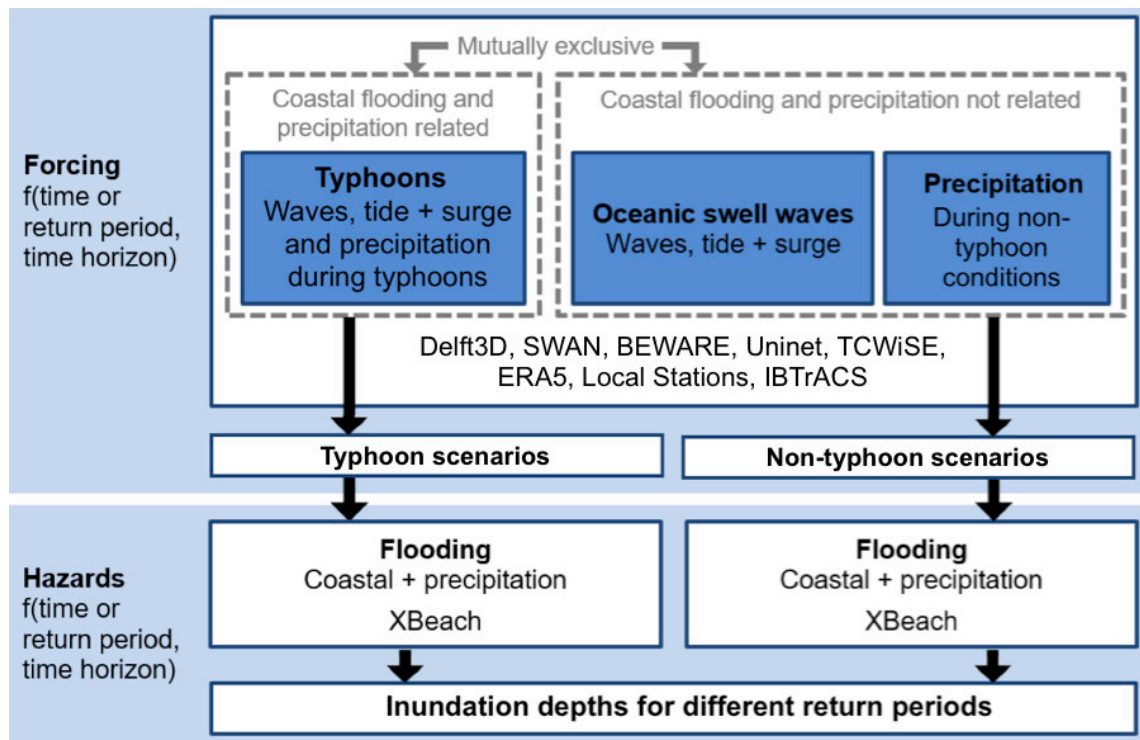 Mutually exclusive
Coastal flooding and
precipitation related
Coastal flooding and precipitation not related
Forcing
f(time or
return period,
time horizon)
Typhoons
Waves, tide + surge
and precipitation
during typhoons
Oceanic swell waves
Waves, tide + surge
Precipitation
During non-
typhoon
conditions
Delft3D, SWAN, BEWARE, Uninet, TCWiSE,
ERA5, Local Stations, IBTrACS
Typhoon scenarios
Non-typhoon scenarios
Hazards
f(time or
return period,
time horizon)
Flooding
Coastal + precipitation
XBeach
Flooding
Coastal + precipitation
XBeach
Inundation depths for different return periods